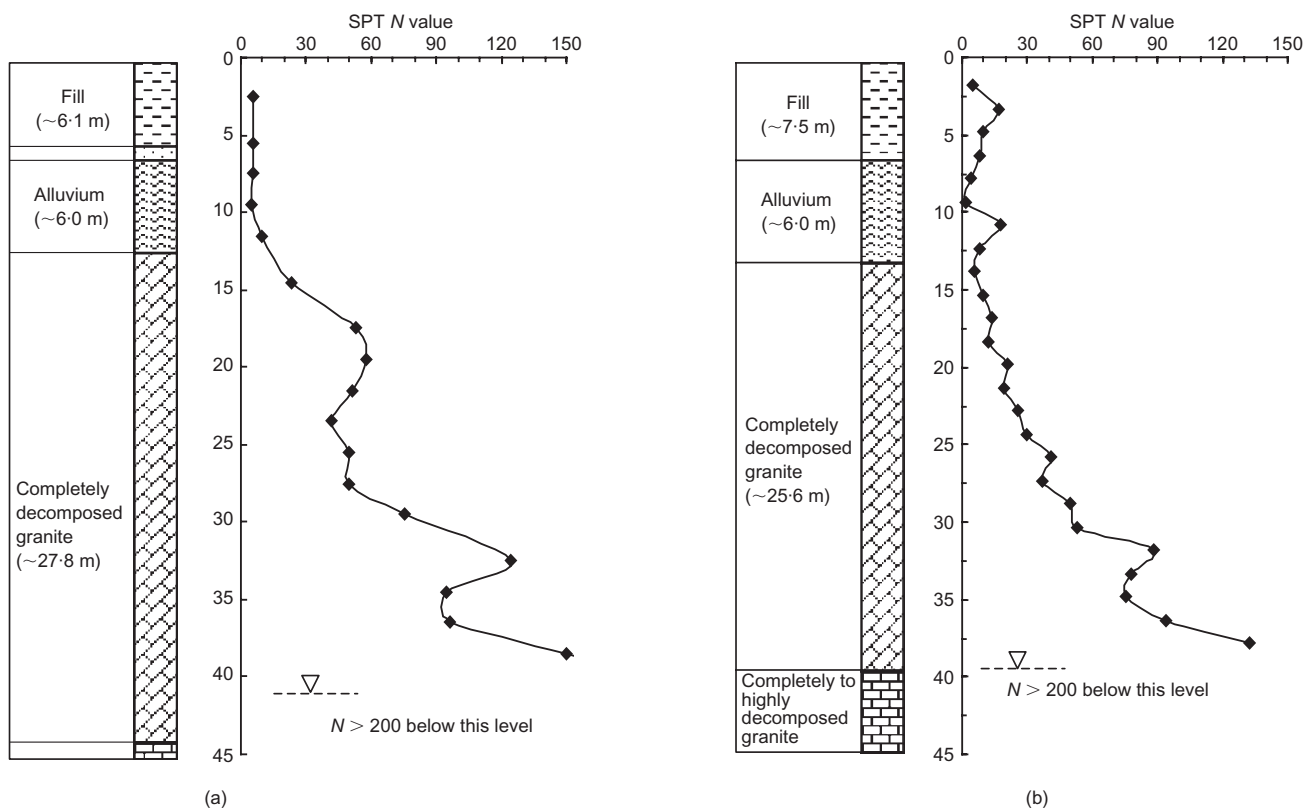 SPT N value
0 30 60 90 120 150
0
5
10
15
20
25
30
35
40
45
Fill
(~6·1 m)
Alluvium
(~6·0 m)
Completely
decomposed
granite
(~27·8 m)
N > 200 below this level
(a)
SPT N value
0 30 60 90 120 150
0
5
10
15
20
25
30
35
40
45
Fill
(~7·5 m)
Alluvium
(~6·0 m)
Completely
decomposed
granite
(~25·6 m)
Completely to
highly
decomposed
granite
N > 200 below this level
(b)